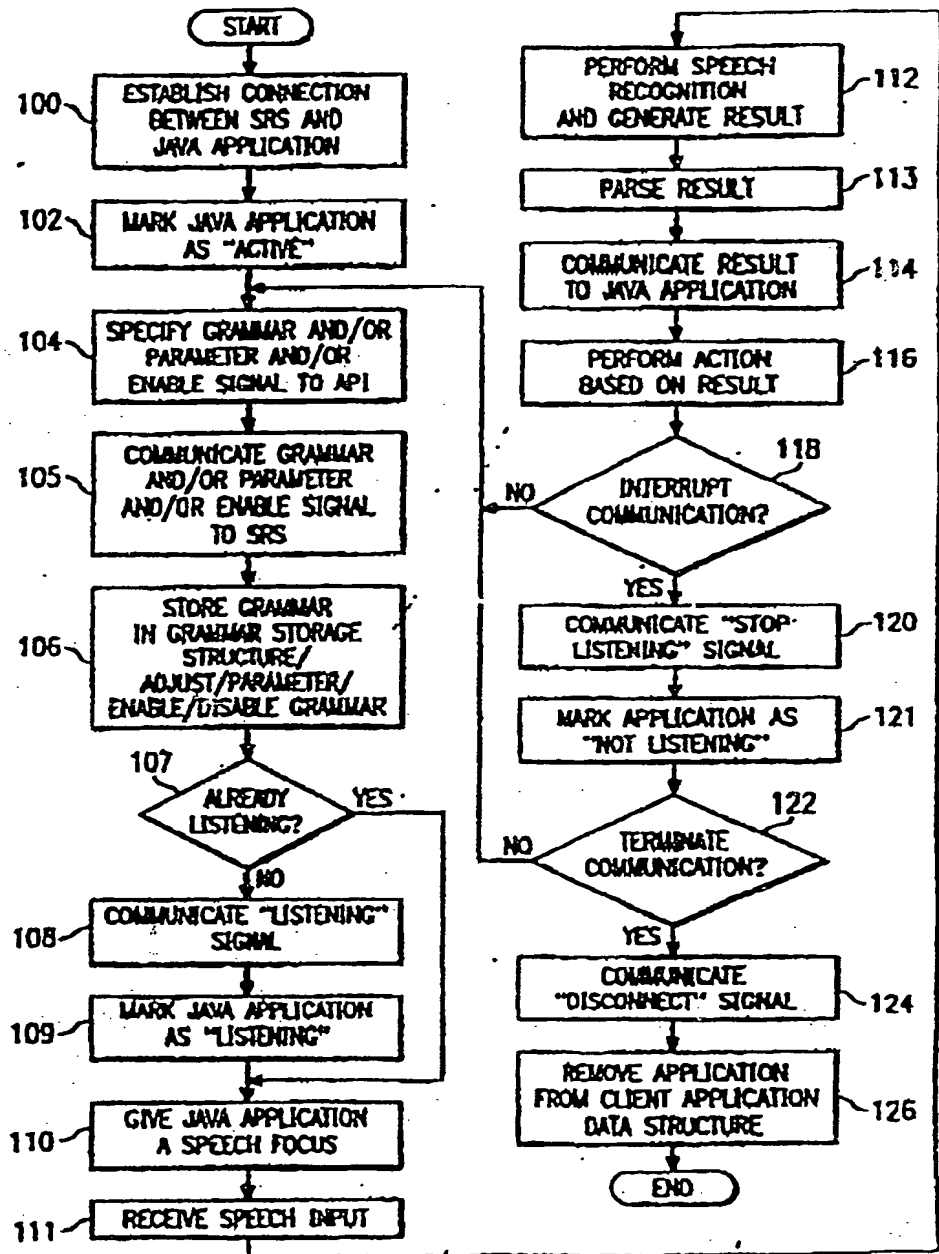 START
100
ESTABLISH CONNECTION
BETWEEN SRS AND
JAVA APPLICATION
102
MARK JAVA APPLICATION
AS "ACTIVE"
104
SPECIFY GRAMMAR AND/OR
PARAMETER AND/OR
ENABLE SIGNAL TO API
105
COMMUNICATE GRAMMAR
AND/OR PARAMETER
AND/OR ENABLE SIGNAL
TO SRS
106
STORE GRAMMAR
IN GRAMMAR STORAGE
STRUCTURE/
ADJUST/PARAMETER/
ENABLE/DISABLE GRAMMAR
107
ALREADY
LISTENING?
YES
NO
108
COMMUNICATE "LISTENING"
SIGNAL
109
MARK JAVA APPLICATION
AS "LISTENING"
110
GIVE JAVA APPLICATION
A SPEECH FOCUS
111
RECEIVE SPEECH INPUT
PERFORM SPEECH
RECOGNITION
AND GENERATE RESULT
112
PARSE RESULT
113
COMMUNICATE RESULT
TO JAVA APPLICATION
114
PERFORM ACTION
BASED ON RESULT
116
118
INTERRUPT
COMMUNICATION?
NO
YES
COMMUNICATE "STOP
LISTENING" SIGNAL
120
MARK APPLICATION AS
"NOT LISTENING"
121
122
TERMINATE
COMMUNICATION?
NO
YES
COMMUNICATE
"DISCONNECT" SIGNAL
124
REMOVE APPLICATION
FROM CLIENT APPLICATION
DATA STRUCTURE
126
END